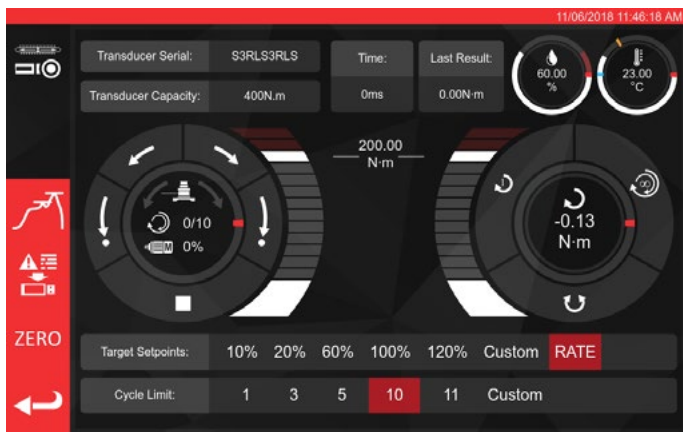 11/06/2018 11:46:18 AM
Transducer Serial: S3RLS3RLS
Time: Last Result:
Transducer Capacity: 400N.m
0ms 0.00N·m
60.00
%
23.00
°C
200.00
N·m
0/10
M 0%
1
∞
-0.13
N·m
ZERO
Target Setpoints: 10% 20% 60% 100% 120% Custom RATE
Cycle Limit: 1 3 5 10 11 Custom